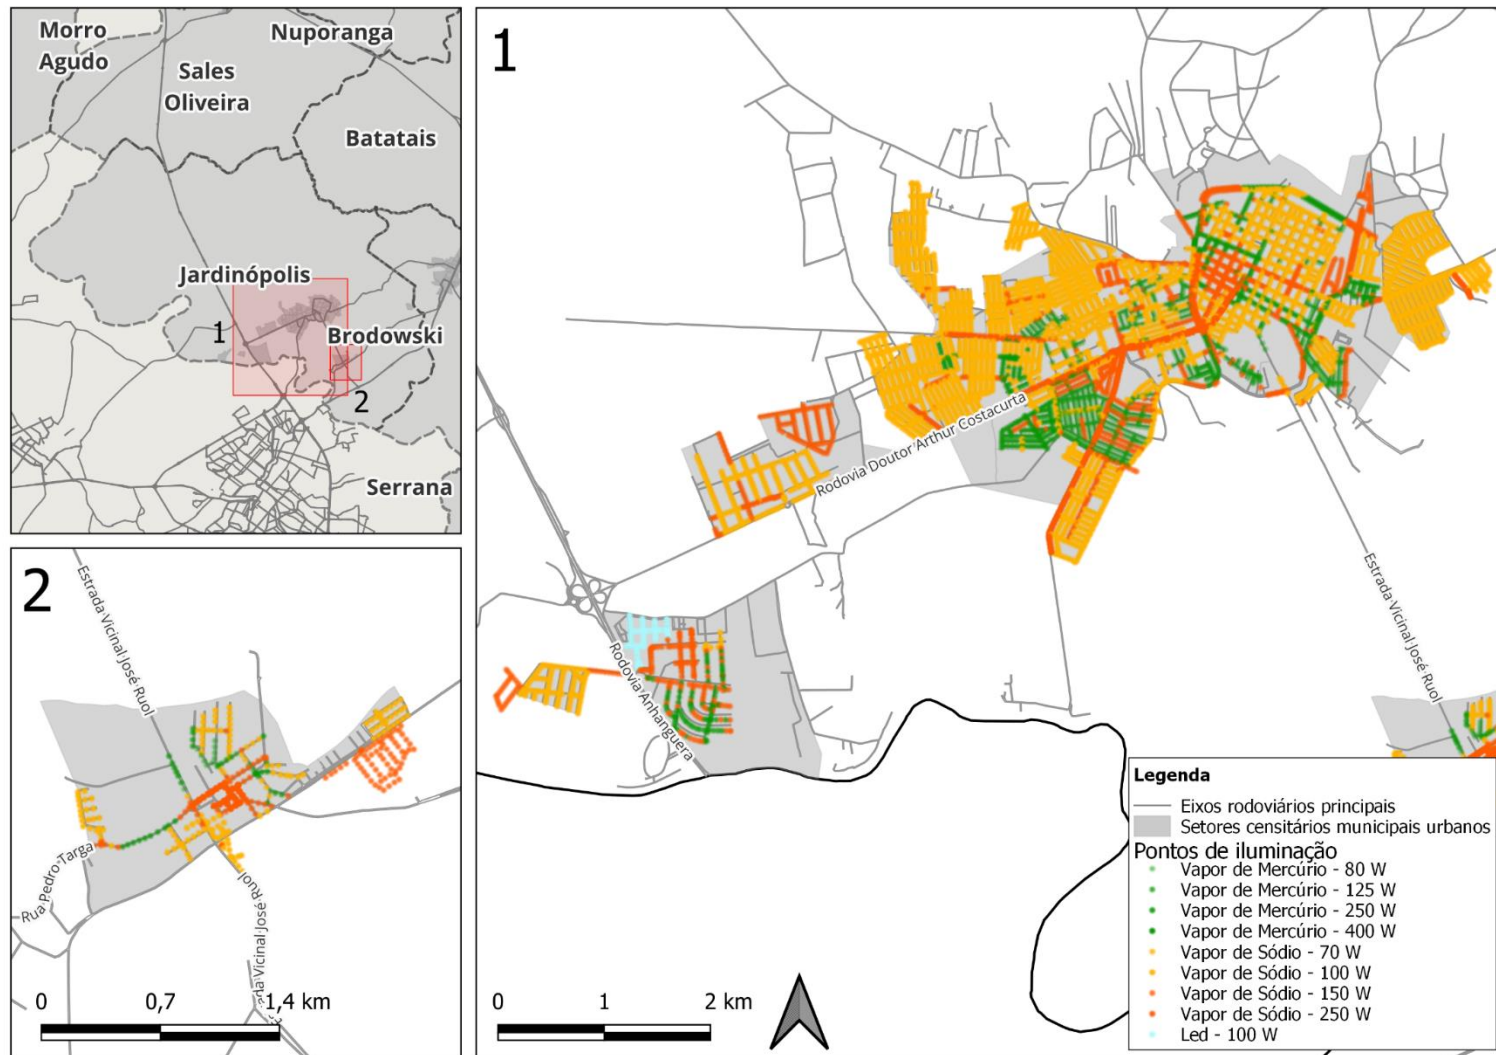 Morro
Agudo
Nuporanga
Sales
Oliveira
Batatais
Jardinópolis
1
Brodowski
2
Serrana
1
Rodovia Doutor Arthur Costacurta
Rodovia Anhanguera
Estrada Vicinal José Ruol
0 1 2 km
2
Estrada Vicinal José Ruol
Rua Pedro Targa
da Vicinal José Ruol
0 0,7 1,4 km
Legenda
Eixos rodoviários principais
Setores censitários municipais urbanos
Pontos de iluminação
Vapor de Mercúrio - 80 W
Vapor de Mercúrio - 125 W
Vapor de Mercúrio - 250 W
Vapor de Mercúrio - 400 W
Vapor de Sódio - 70 W
Vapor de Sódio - 100 W
Vapor de Sódio - 150 W
Vapor de Sódio - 250 W
Led - 100 W